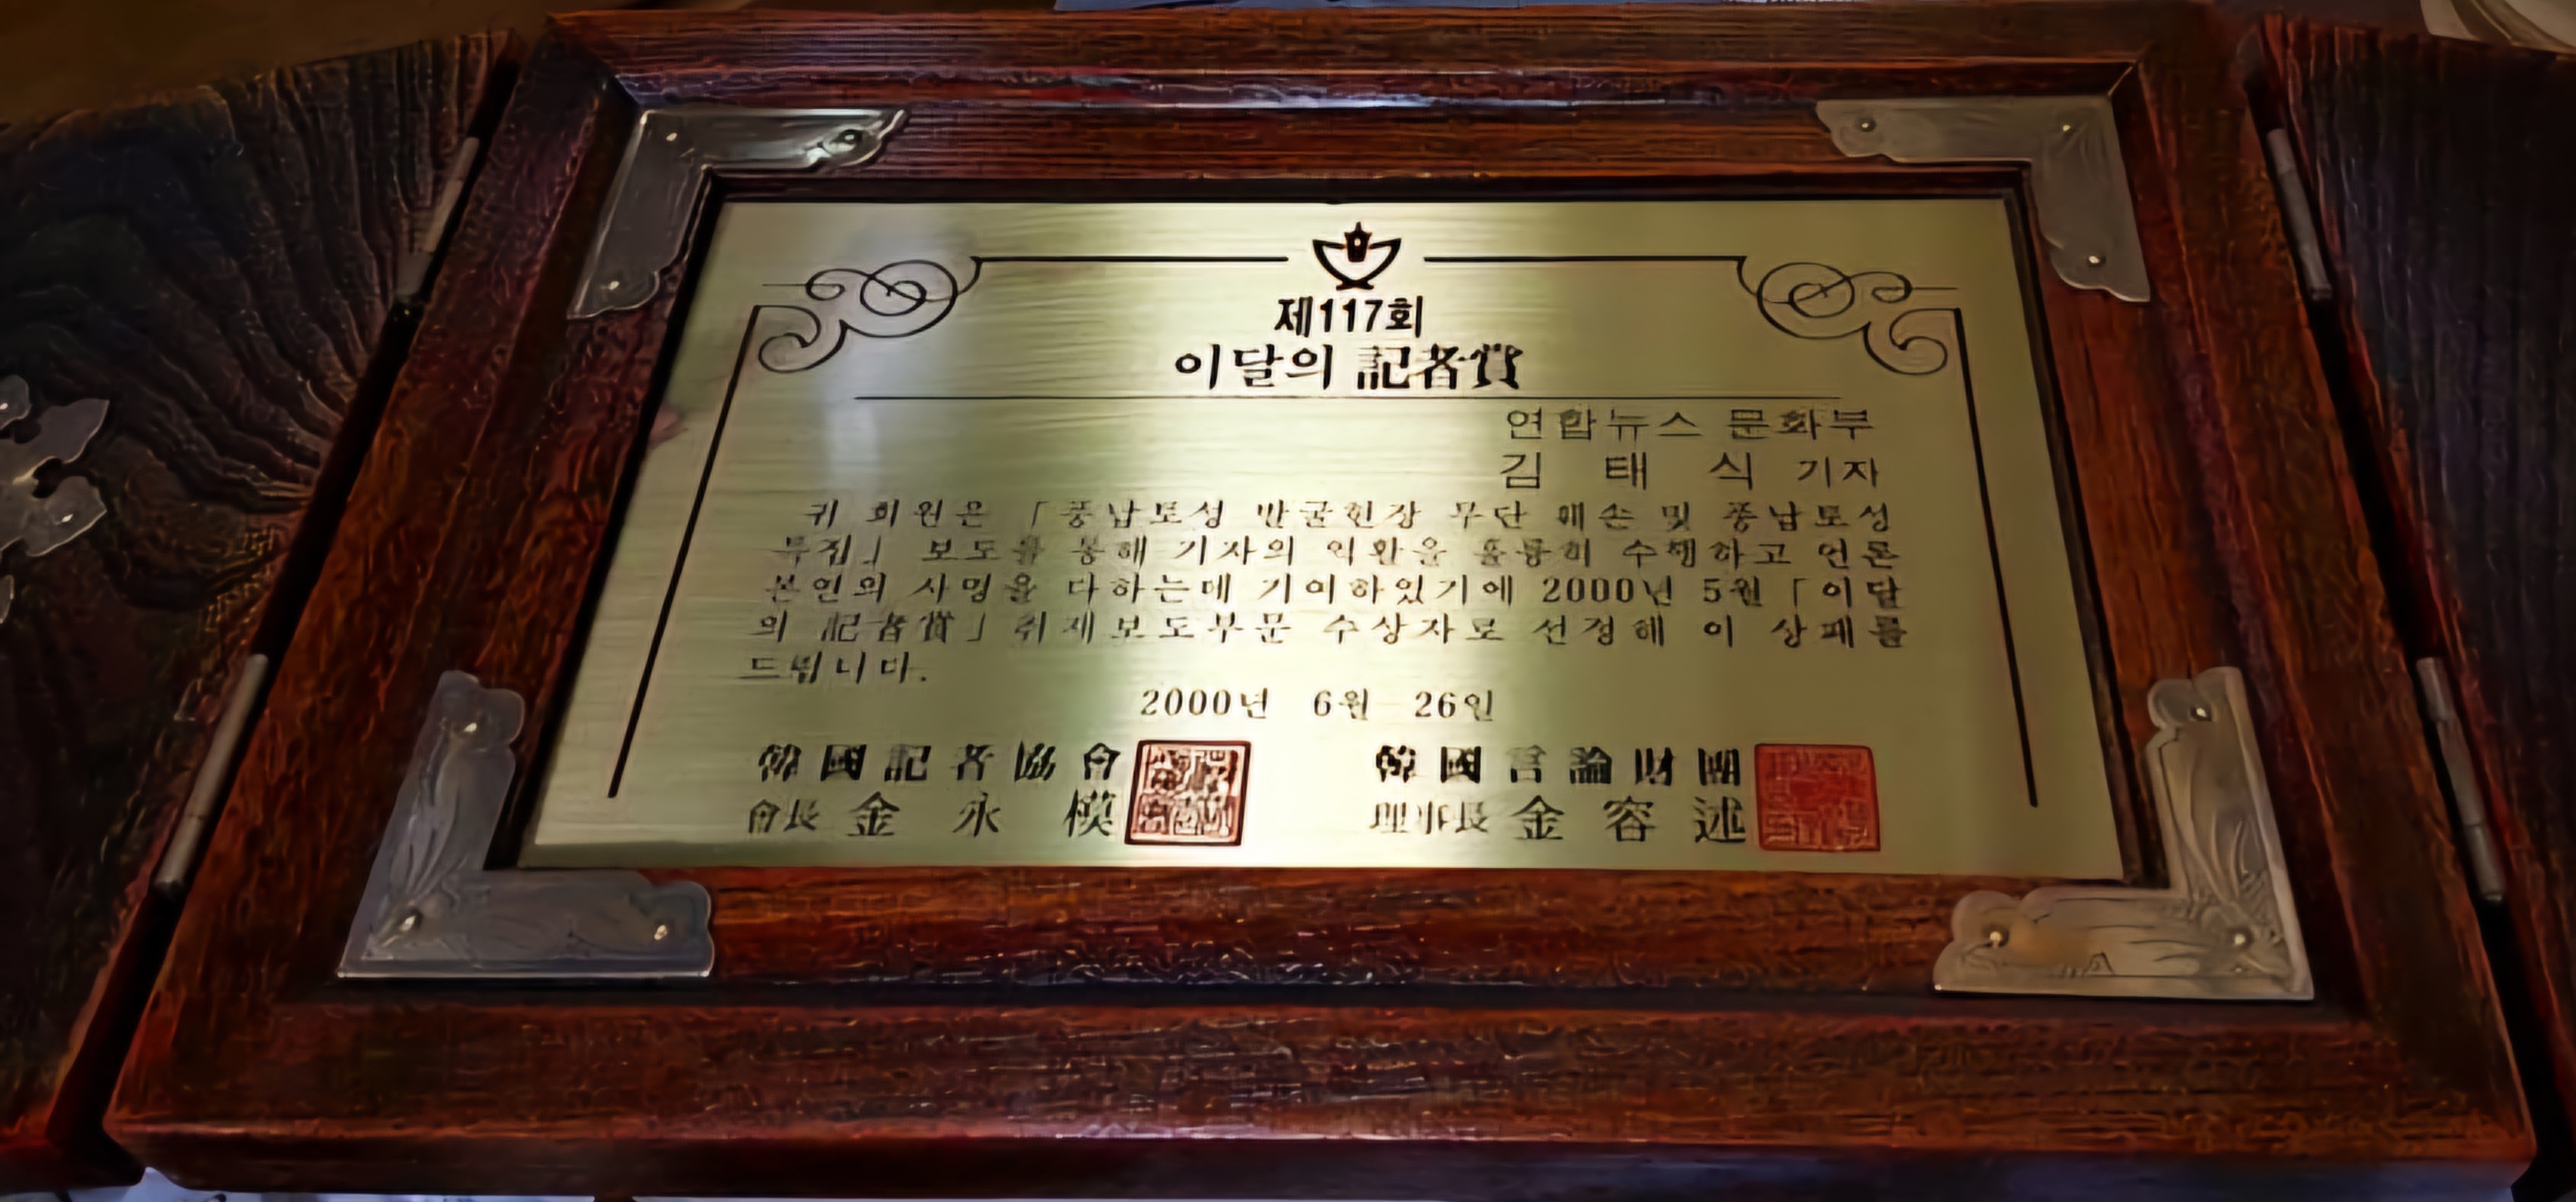 제117회
이달의 記者賞
연합뉴스 문화부
김 태 식 기자
귀 회원은 「풍납토성 발굴현장 무단 훼손 및 풍납토성
특집」 보도를 통해 기자의 역할을 훌륭히 수행하고 언론
본연의 사명을 다하는데 기여하였기에 2000년 5월 「이달
의 記者賞」 취재보도부문 수상자로 선정해 이 상패를
드립니다.
2000년 6월 26일
韓國記者協會
會長 金 永 模
韓國言論財團
理事長 金 容 述